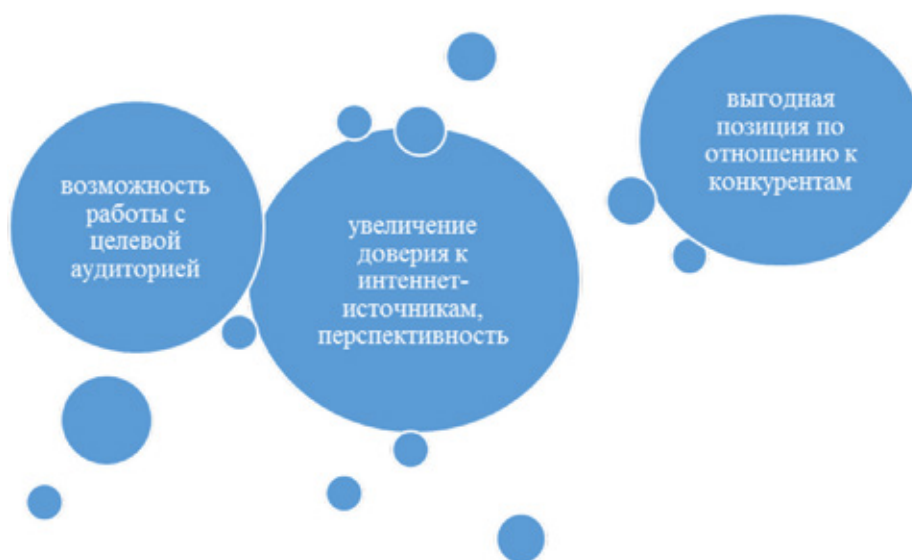 возможность
работы с
целевой
аудиторией
увеличение
доверия к
интеннет-
источникам,
перспективность
выгодная
позиция по
отношению к
конкурентам